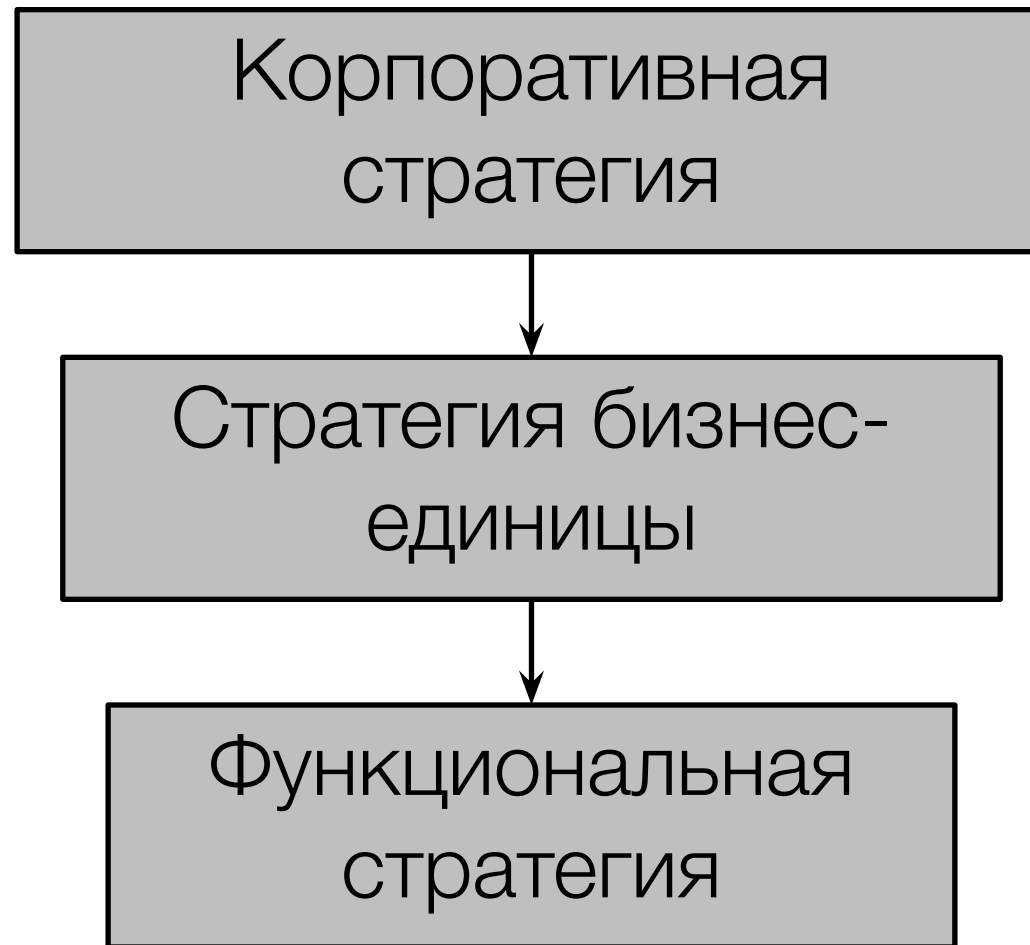 Корпоративная
стратегия
Стратегия бизнес-
единицы
Функциональная
стратегия